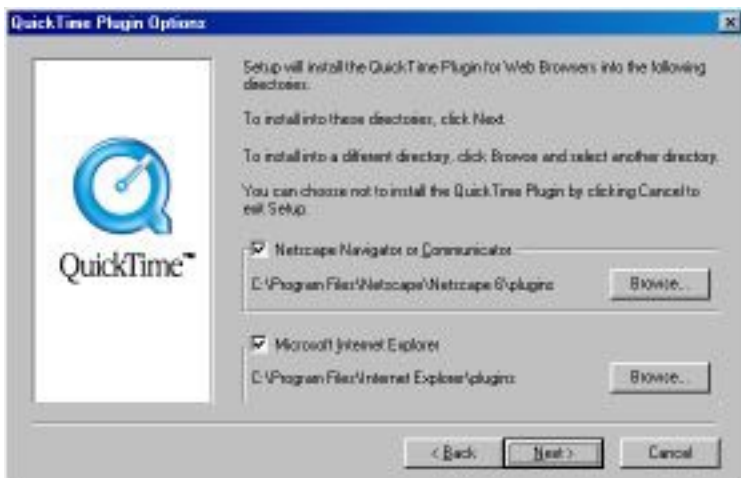 QuickTime Plugin Options
Setup will install the QuickTime Plugin for Web Browsers into the following
directories.
To install into these directories, click Next.
To install into a different directory, click Browse and select another directory.
You can choose not to install the QuickTime Plugin by clicking Cancel to
exit Setup.
QuickTime™
Netscape Navigator or Communicator
C:\Program Files\Netscape\Netscape 6\plugins
Browse...
Microsoft Internet Explorer
C:\Program Files\Internet Explorer\plugins
Browse...
< Back
Next >
Cancel